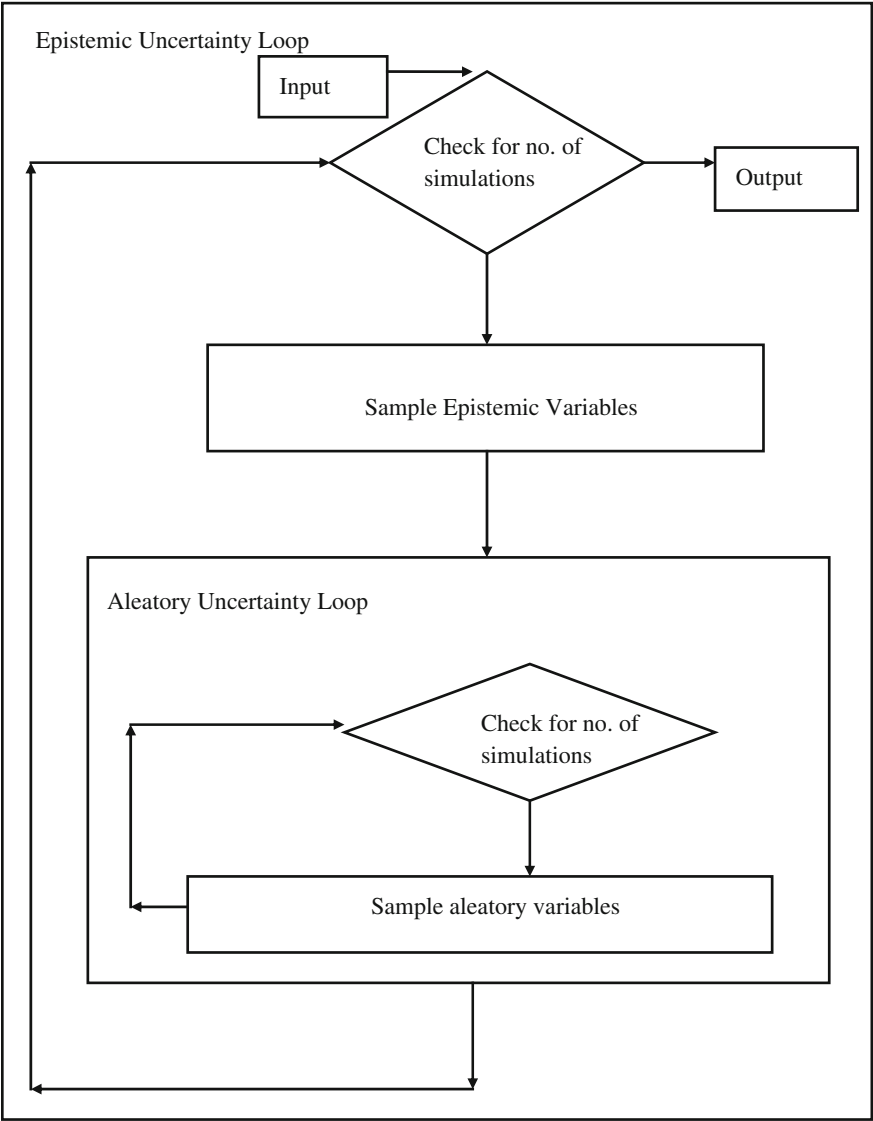 Epistemic Uncertainty Loop
Input
Check for no. of
simulations
Output
Sample Epistemic Variables
Aleatory Uncertainty Loop
Check for no. of
simulations
Sample aleatory variables